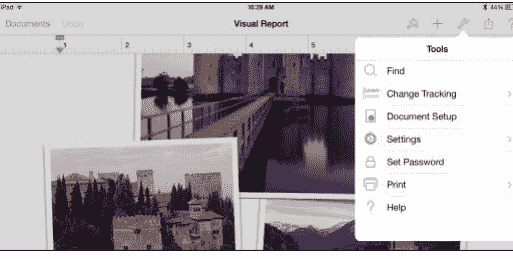 iPad 10:29 AM 44%
Documents Undo Visual Report
1 2 3 4 5
Tools
Find
Change Tracking
Document Setup
Settings
Set Password
Print
Help